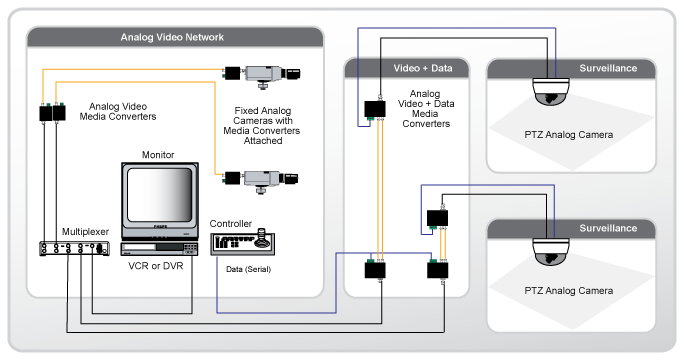 Analog Video Network
Analog Video
Media Converters
Fixed Analog
Cameras with
Media Converters
Attached
Monitor
Multiplexer
VCR or DVR
Controller
Data (Serial)
Video + Data
Analog
Video + Data
Media
Converters
Surveillance
PTZ Analog Camera
Surveillance
PTZ Analog Camera